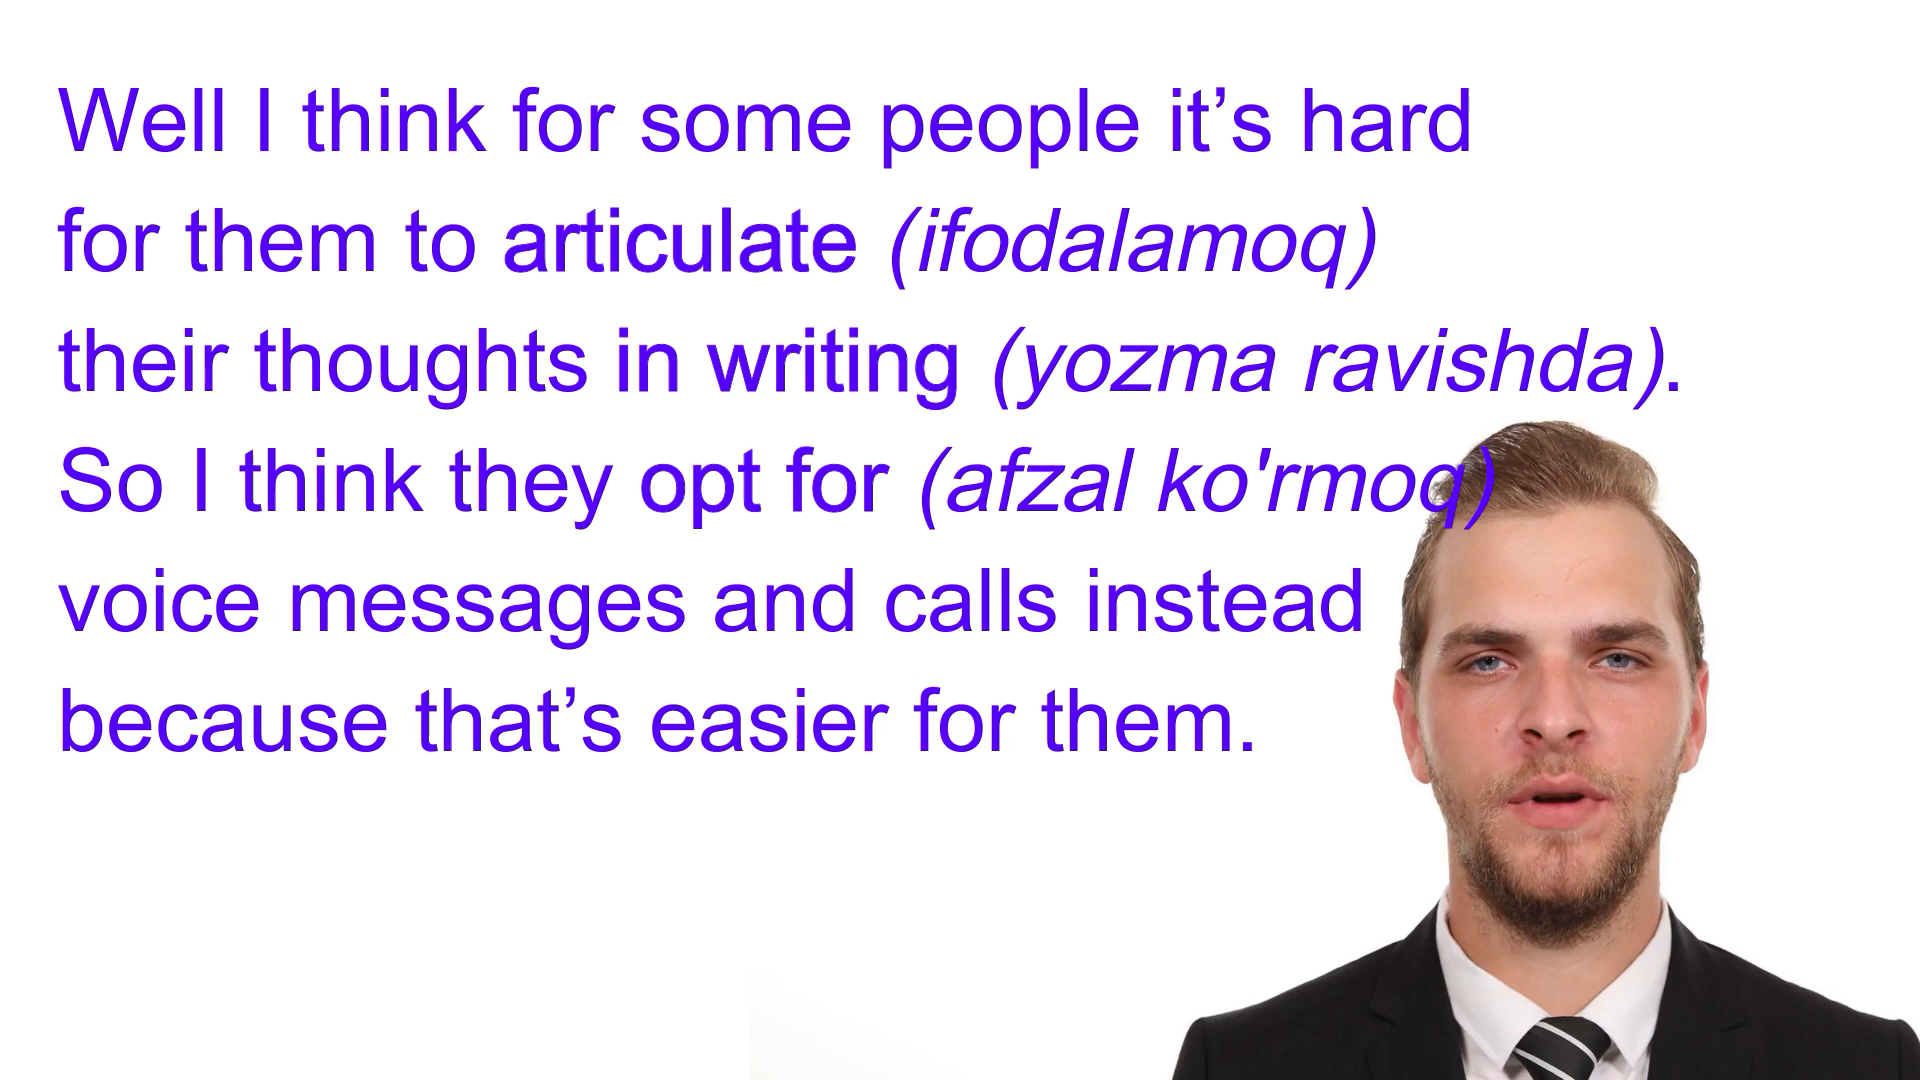 Well I think for some people it’s hard
for them to articulate (ifodalamoq)
their thoughts in writing (yozma ravishda).
So I think they opt for (afzal ko'rmoq)
voice messages and calls instead
because that’s easier for them.